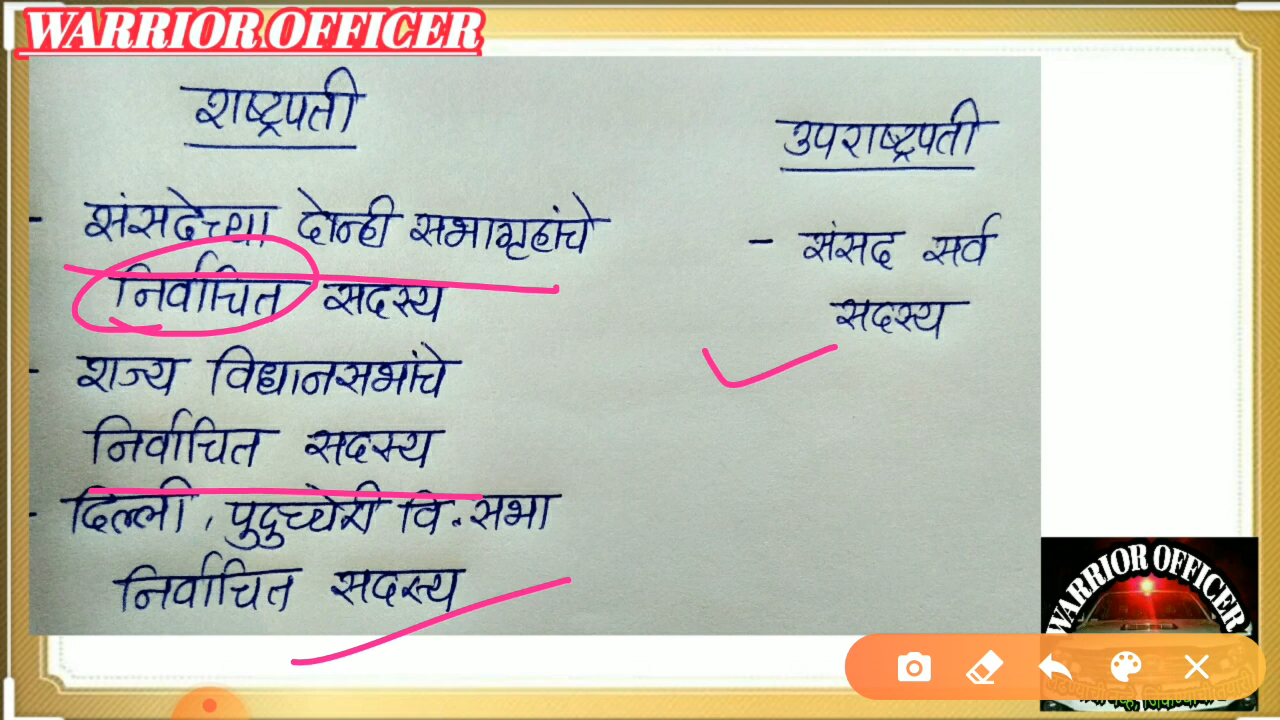 WARRIOR OFFICER
राष्ट्रपती
- संसदेच्या दोन्ही सभागृहांचे
निर्वाचित सदस्य
- राज्य विधानसभांचे
निर्वाचित सदस्य
- दिल्ली, पुदुच्चेरी वि. सभा
निर्वाचित सदस्य
उपराष्ट्रपती
- संसद सर्व
सदस्य
WARRIOR OFFICER